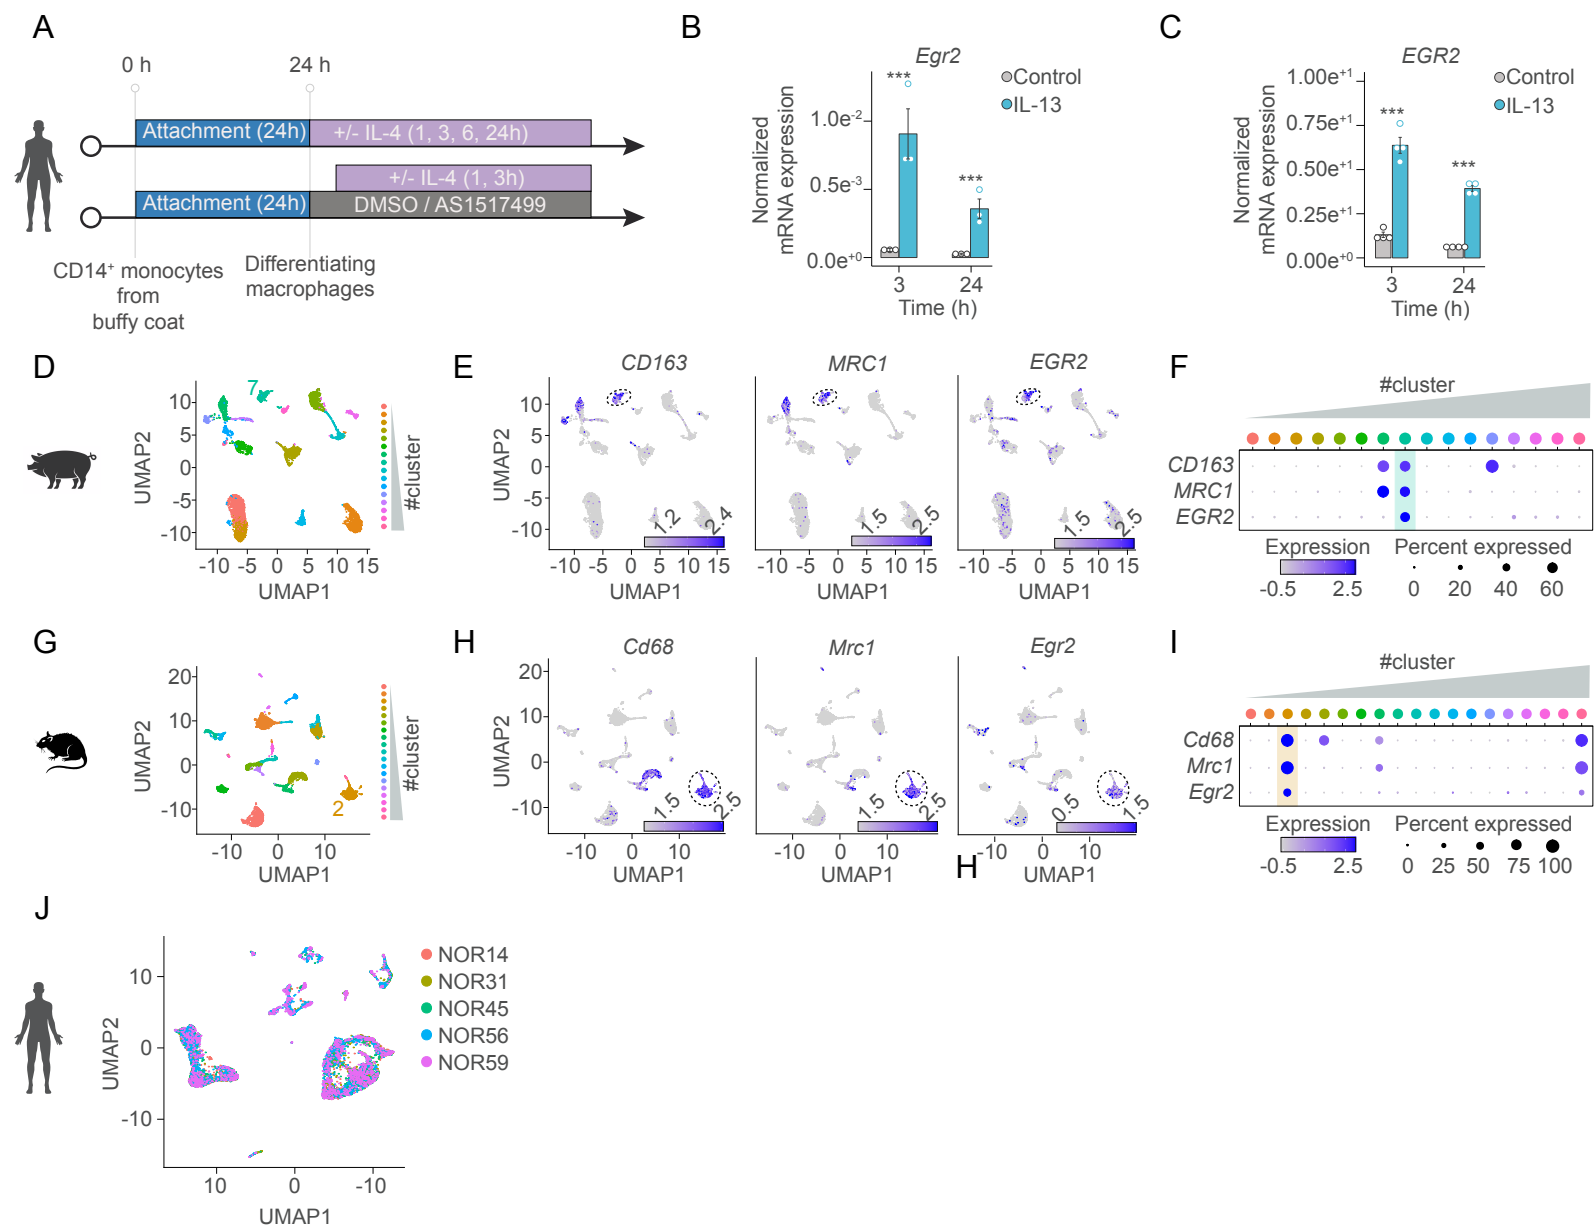 A
0 h
24 h
Attachment (24h)
+/- IL-4 (1, 3, 6, 24h)
+/- IL-4 (1, 3h)
Attachment (24h)
DMSO / AS1517499
CD14⁺ monocytes
from
buffy coat
Differentiating
macrophages
B
Egr2
Control
IL-13
Normalized
mRNA expression
1.0e⁻²
0.5e⁻³
0.0e⁺⁰
***
***
3
24
Time (h)
C
EGR2
Control
IL-13
Normalized
mRNA expression
1.00e⁺¹
0.75e⁺¹
0.50e⁺¹
0.25e⁺¹
0.00e⁺⁰
***
***
3
24
Time (h)
D
7
UMAP2
10
5
0
-5
-10
-10 -5 0 5 10 15
UMAP1
#cluster
E
CD163
MRC1
EGR2
UMAP2
10
5
0
-5
-10
1.2 2.4
1.5 2.5
1.5 2.5
-10 -5 0 5 10 15
-10 -5 0 5 10 15
-10 -5 0 5 10 15
UMAP1
UMAP1
UMAP1
F
#cluster
CD163
MRC1
EGR2
Expression
-0.5 2.5
Percent expressed
0 20 40 60
G
UMAP2
20
10
0
-10
2
-10 0 10
UMAP1
#cluster
H
Cd68
Mrc1
Egr2
UMAP2
20
10
0
-10
1.5 2.5
1.5 2.5
0.5 1.5
-10 0 10
-10 0 10
-10 0 10
UMAP1
UMAP1
H
UMAP1
I
#cluster
Cd68
Mrc1
Egr2
Expression
-0.5 2.5
Percent expressed
0 25 50 75 100
J
UMAP2
10
0
-10
10 0 -10
UMAP1
NOR14
NOR31
NOR45
NOR56
NOR59